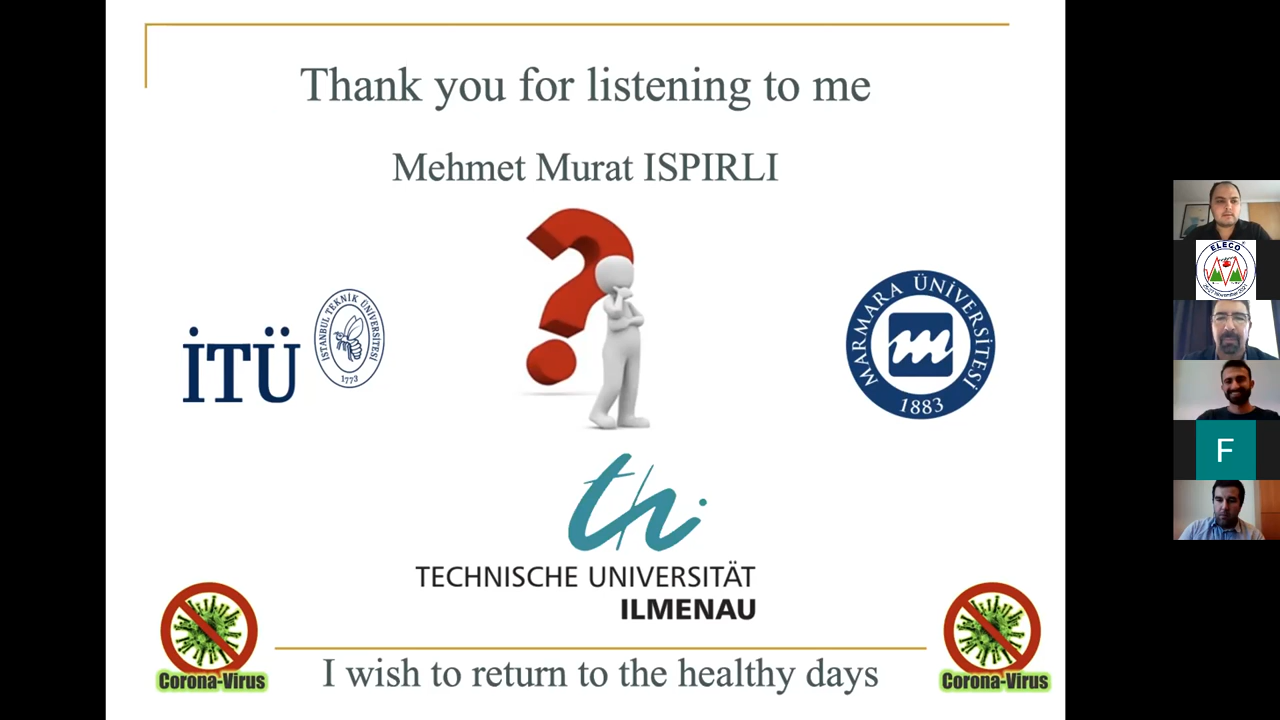 Thank you for listening to me
Mehmet Murat ISPIRLI
İTÜ
İSTANBUL TEKNİK ÜNİVERSİTESİ
1773
MARMARA ÜNİVERSİTESİ
1883
th
TECHNISCHE UNIVERSITÄT
ILMENAU
Corona-Virus
I wish to return to the healthy days
Corona-Virus
ELECO
F